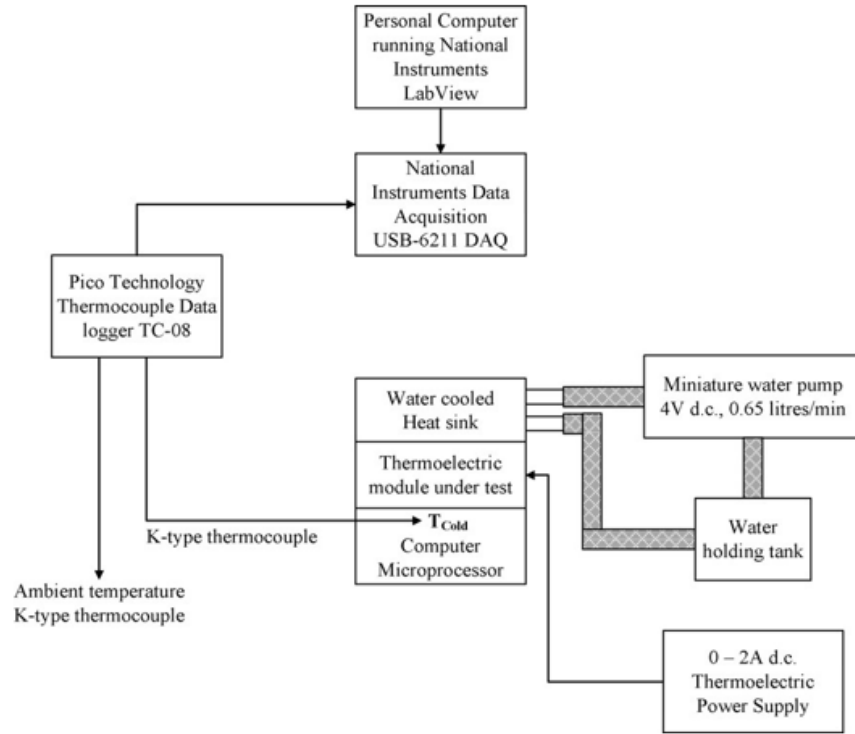 Personal Computer
running National
Instruments
LabView
National
Instruments Data
Acquisition
USB-6211 DAQ
Pico Technology
Thermocouple Data
logger TC-08
Water cooled
Heat sink
Miniature water pump
4V d.c., 0.65 litres/min
Thermoelectric
module under test
K-type thermocouple
TCold
Computer
Microprocessor
Water
holding tank
Ambient temperature
K-type thermocouple
0 – 2A d.c.
Thermoelectric
Power Supply